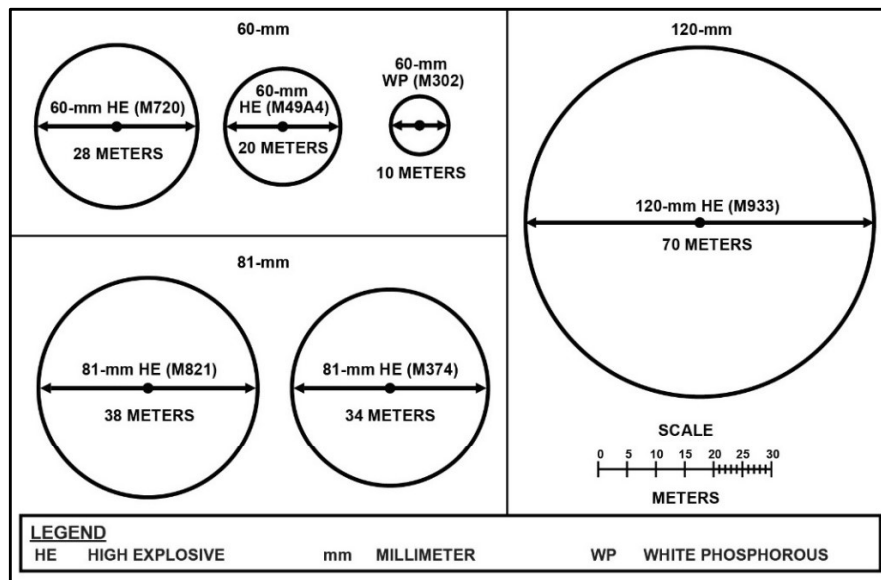 60-mm
60-mm HE (M720)
28 METERS
60-mm
HE (M49A4)
20 METERS
60-mm
WP (M302)
10 METERS
81-mm
81-mm HE (M821)
38 METERS
81-mm HE (M374)
34 METERS
120-mm
120-mm HE (M933)
70 METERS
SCALE
0 5 10 15 20 25 30
METERS
LEGEND
HE HIGH EXPLOSIVE mm MILLIMETER WP WHITE PHOSPHOROUS